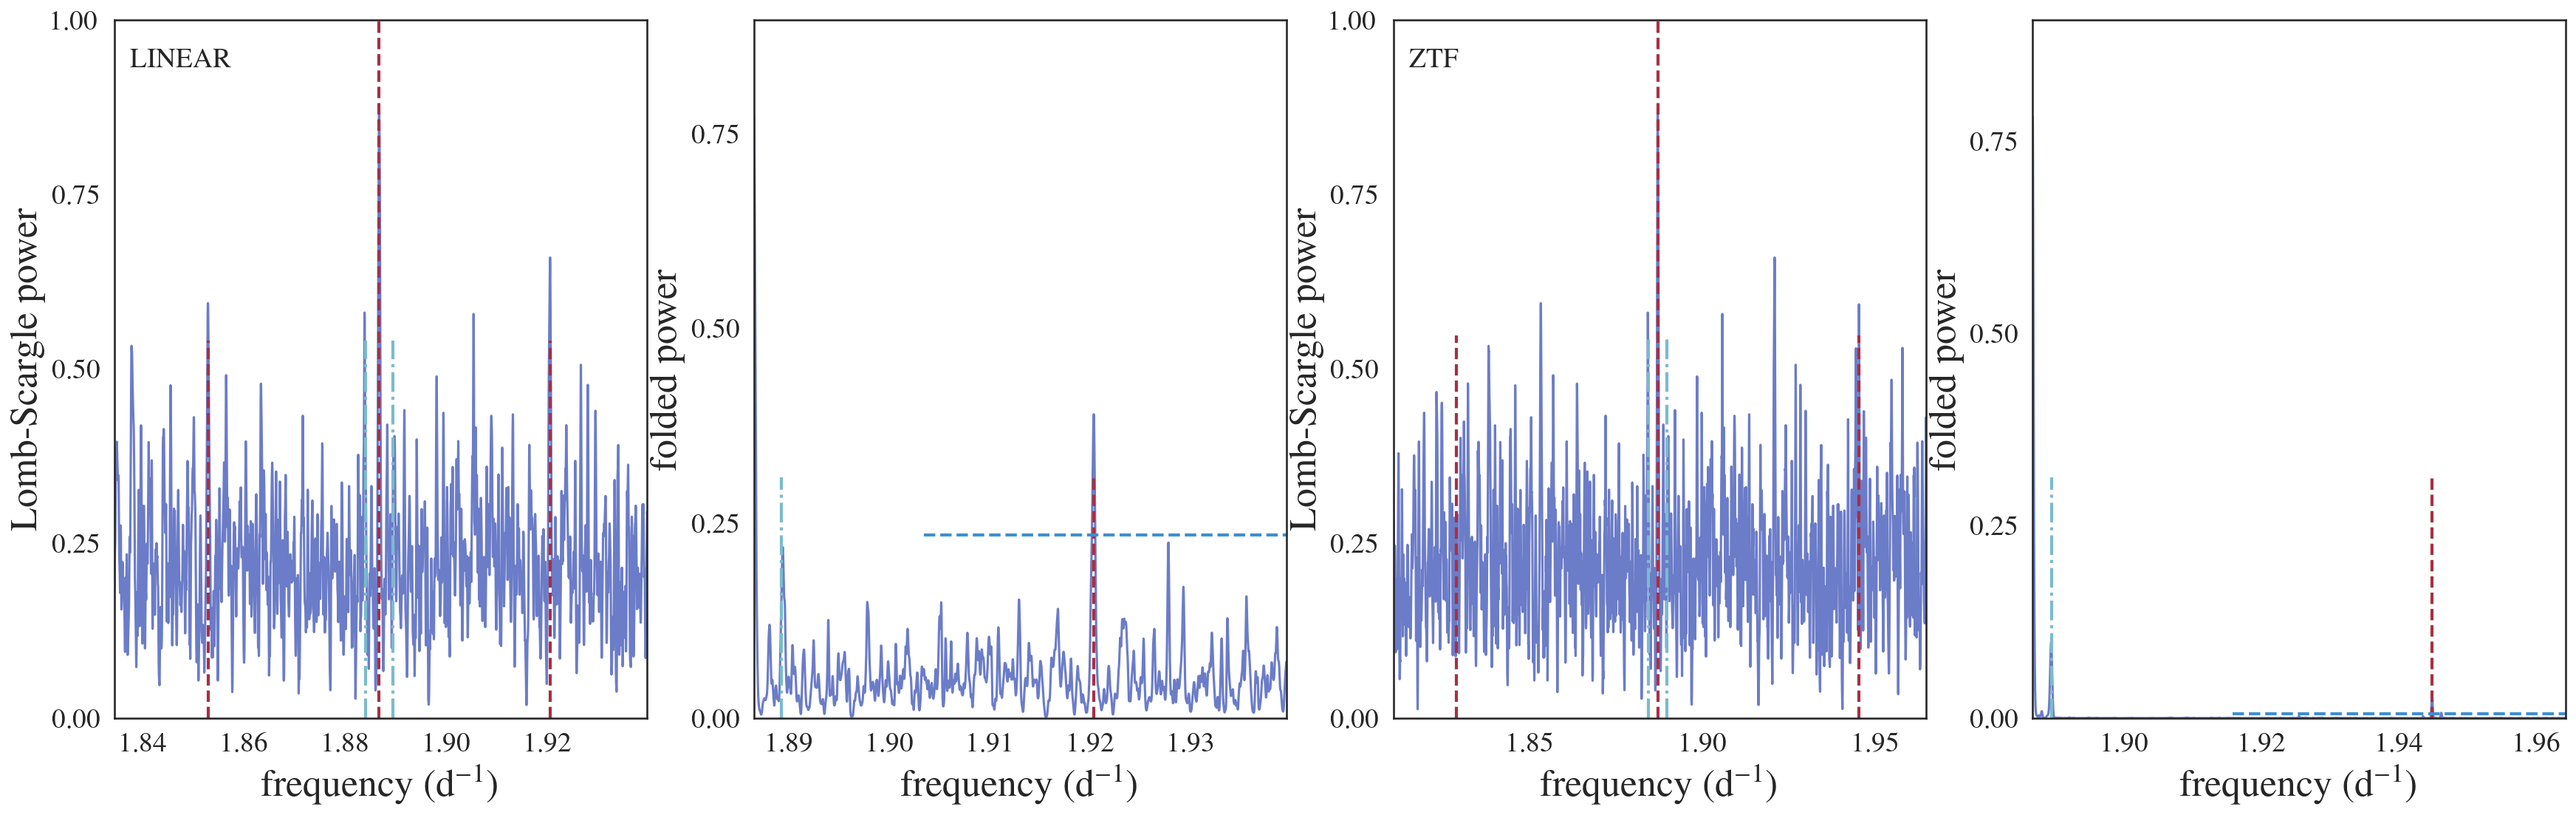 LINEAR
Lomb-Scargle power
1.00
0.75
0.50
0.25
0.00
1.84 1.86 1.88 1.90 1.92
frequency (d⁻¹)
folded power
0.75
0.50
0.25
0.00
1.89 1.90 1.91 1.92 1.93
frequency (d⁻¹)
ZTF
Lomb-Scargle power
1.00
0.75
0.50
0.25
0.00
1.85 1.90 1.95
frequency (d⁻¹)
folded power
0.75
0.50
0.25
0.00
1.90 1.92 1.94 1.96
frequency (d⁻¹)